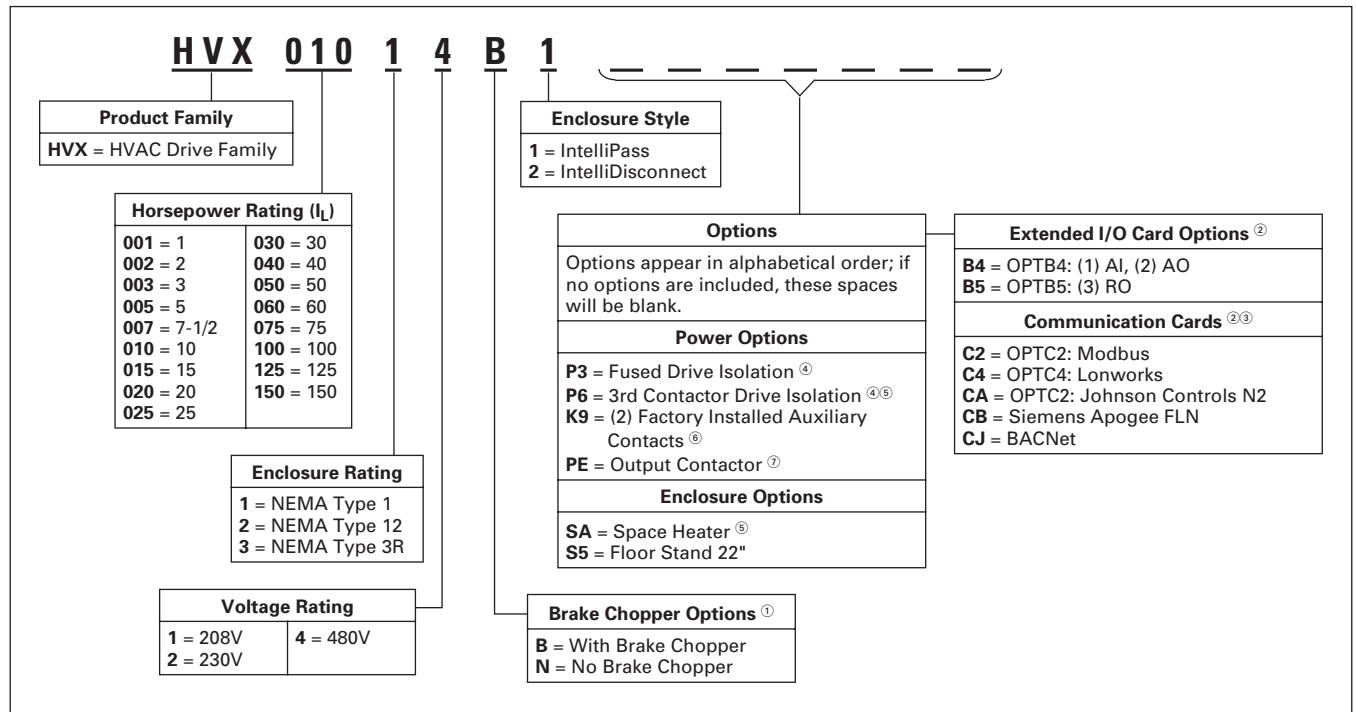 HVX 010 1 4 B 1 _ _ _ _ _ _ _
Product Family
HVX = HVAC Drive Family
Enclosure Style
1 = IntelliPass
2 = IntelliDisconnect
Horsepower Rating (I_L)
001 = 1
002 = 2
003 = 3
005 = 5
007 = 7-1/2
010 = 10
015 = 15
020 = 20
025 = 25
030 = 30
040 = 40
050 = 50
060 = 60
075 = 75
100 = 100
125 = 125
150 = 150
Options
Options appear in alphabetical order; if
no options are included, these spaces
will be blank.
Power Options
P3 = Fused Drive Isolation ④
P6 = 3rd Contactor Drive Isolation ④⑤
K9 = (2) Factory Installed Auxiliary
Contacts ⑥
PE = Output Contactor ⑦
Enclosure Options
SA = Space Heater ⑤
S5 = Floor Stand 22"
Extended I/O Card Options ②
B4 = OPTB4: (1) AI, (2) AO
B5 = OPTB5: (3) RO
Communication Cards ②③
C2 = OPTC2: Modbus
C4 = OPTC4: Lonworks
CA = OPTC2: Johnson Controls N2
CB = Siemens Apogee FLN
CJ = BACNet
Enclosure Rating
1 = NEMA Type 1
2 = NEMA Type 12
3 = NEMA Type 3R
Voltage Rating
1 = 208V
2 = 230V
4 = 480V
Brake Chopper Options ①
B = With Brake Chopper
N = No Brake Chopper